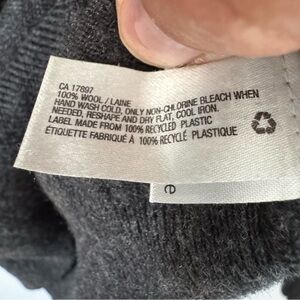 CA 17897
100% WOOL / LAINE
HAND WASH COLD, ONLY NON-CHLORINE BLEACH WHEN
NEEDED, RESHAPE AND DRY FLAT, COOL IRON.
LABEL MADE FROM 100% RECYCLED PLASTIC
ÉTIQUETTE FABRIQUÉ À 100% RECYCLÉ PLASTIQUE
e